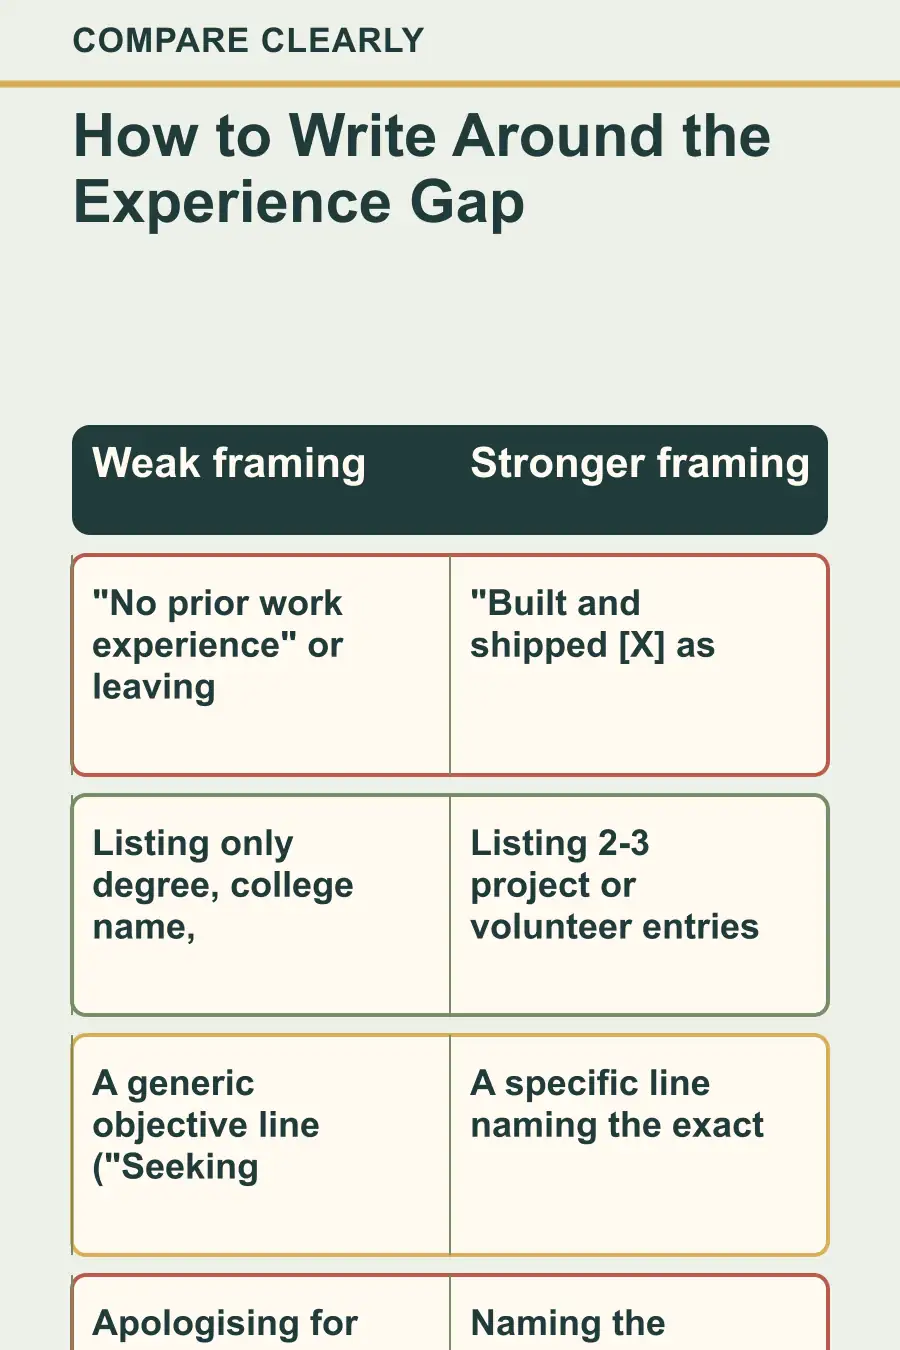 COMPARE CLEARLY
How to Write Around the
Experience Gap
Weak framing
Stronger framing
"No prior work
experience" or
leaving
"Built and
shipped [X] as
Listing only
degree, college
name,
Listing 2-3
project or
volunteer entries
A generic
objective line
("Seeking
A specific line
naming the exact
Apologising for
Naming the